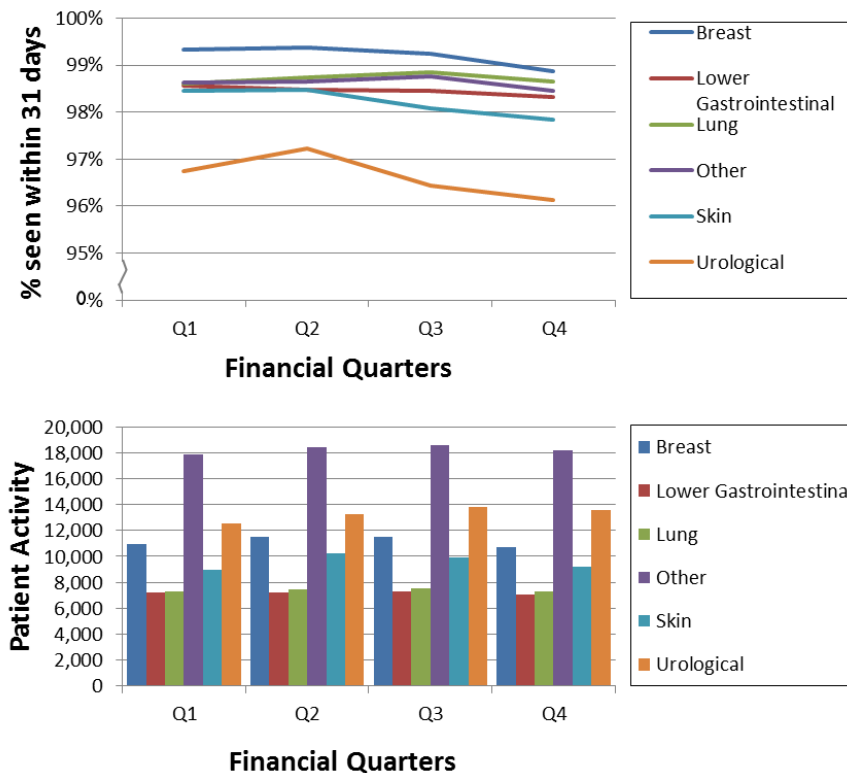 100%
99%
98%
97%
96%
95%
0%
% seen within 31 days
Q1 Q2 Q3 Q4
Financial Quarters
Breast
Lower
Gastrointestinal
Lung
Other
Skin
Urological
20,000
18,000
16,000
14,000
12,000
10,000
8,000
6,000
4,000
2,000
0
Patient Activity
Q1 Q2 Q3 Q4
Financial Quarters
Breast
Lower Gastrointestina
Lung
Other
Skin
Urological